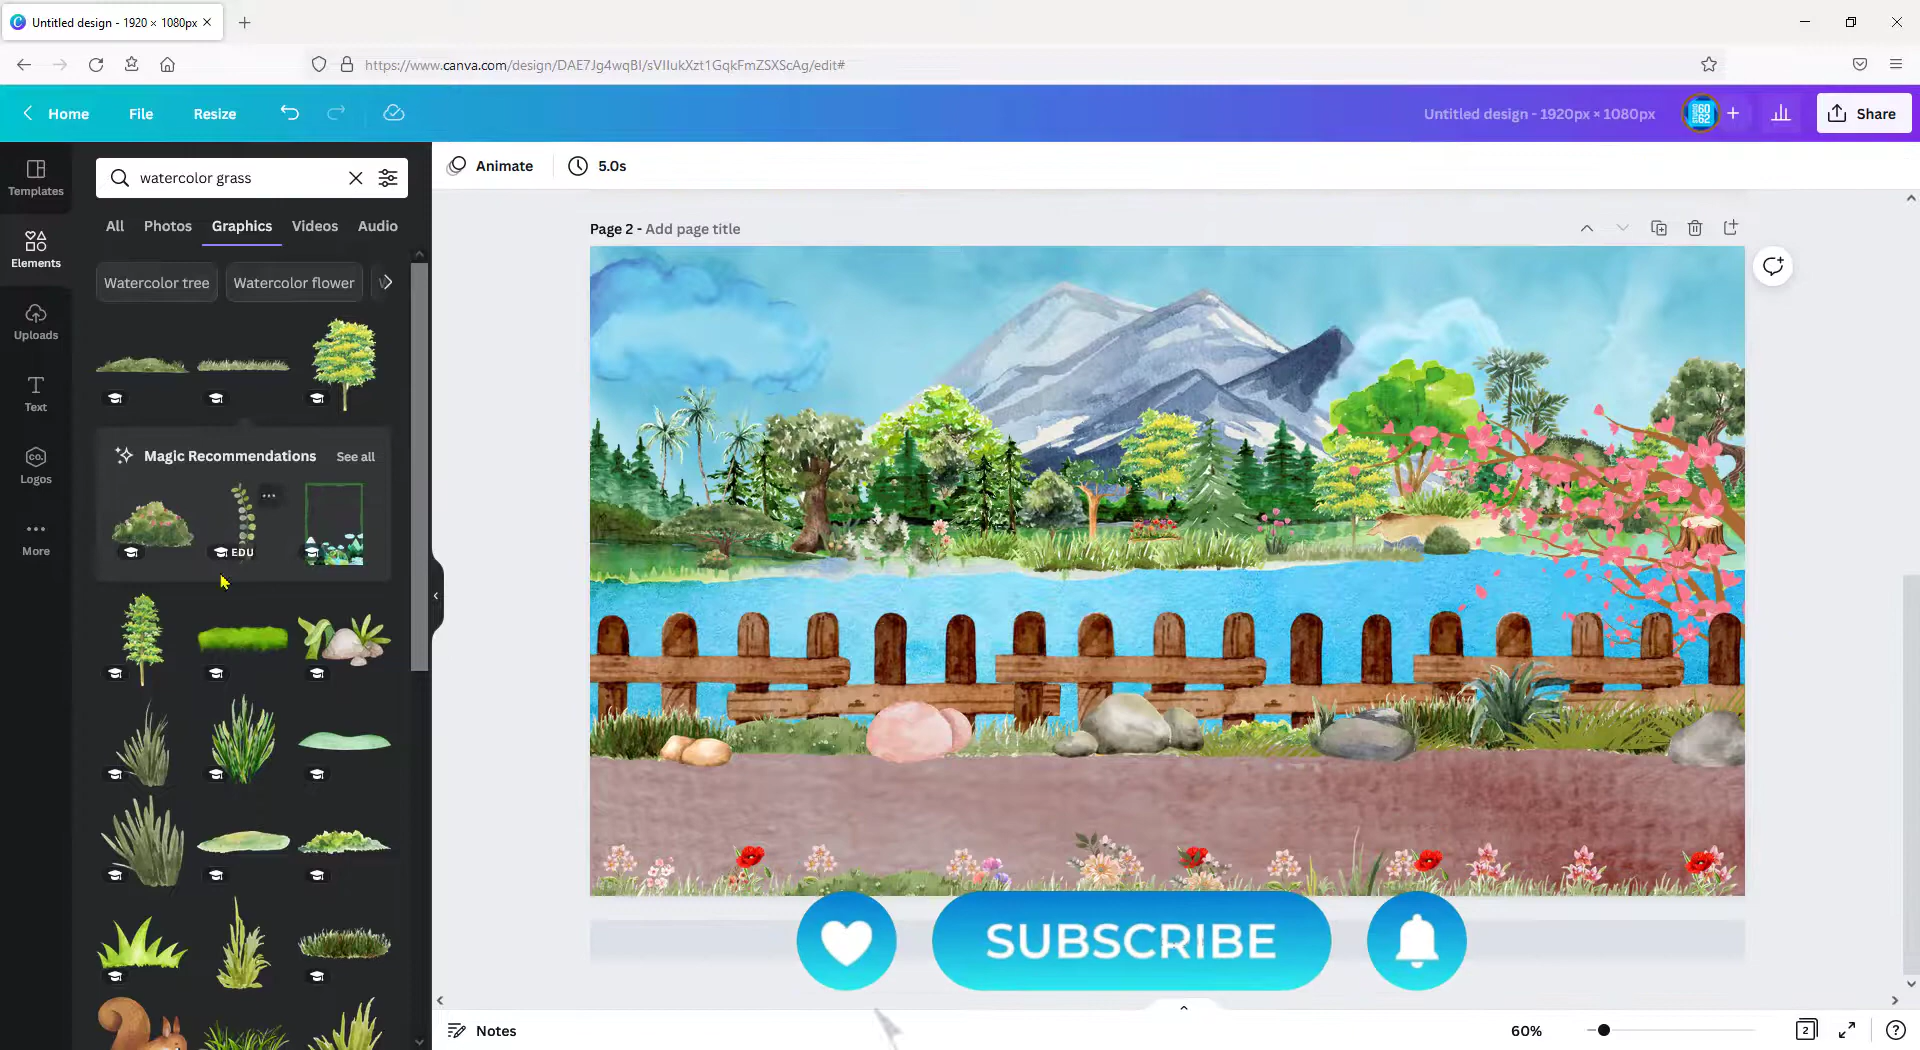 Untitled design - 1920 × 1080px
https://www.canva.com/design/DAE7Jg4wqBI/sVIIukXzt1GqkFmZSXScAg/edit#
Home File Resize
Untitled design - 1920px × 1080px
Share
Templates
Elements
Uploads
Text
CO.
Logos
More
watercolor grass
All Photos Graphics Videos Audio
Watercolor tree Watercolor flower
Magic Recommendations See all
EDU
Animate 5.0s
Page 2 - Add page title
SUBSCRIBE
Notes
60%
2